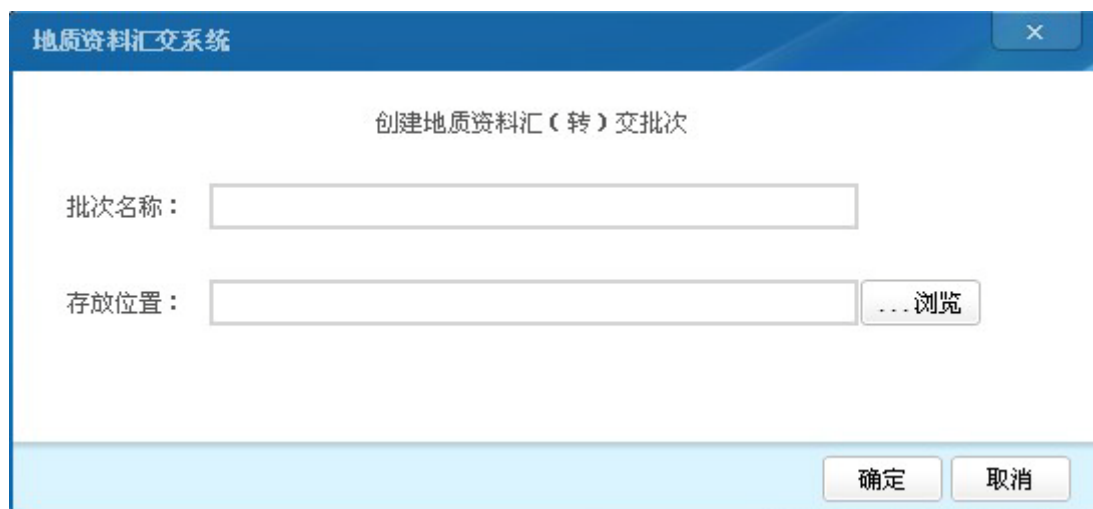 地质资料汇交系统
×
创建地质资料汇（转）交批次
批次名称：
存放位置：
...浏览
确定
取消